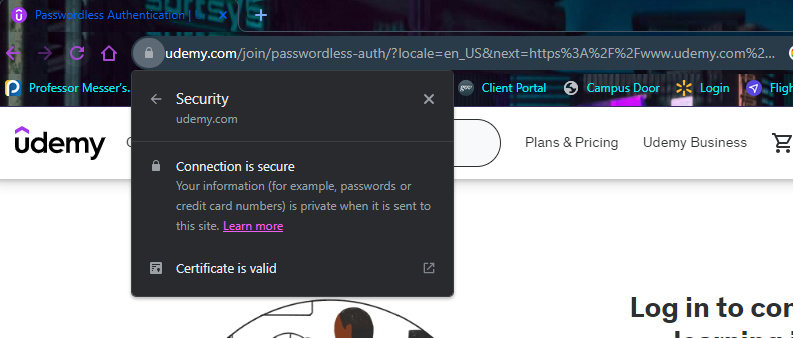 Passwordless Authentication |
udemy.com/join/passwordless-auth/?locale=en_US&next=https%3A%2F%2Fwww.udemy.com%2...
Professor Messer's.
Client Portal
Campus Door
Login
Fligh
Security
udemy.com
udemy
Plans & Pricing
Udemy Business
Connection is secure
Your information (for example, passwords or
credit card numbers) is private when it is sent to
this site. Learn more
Certificate is valid
Log in to con